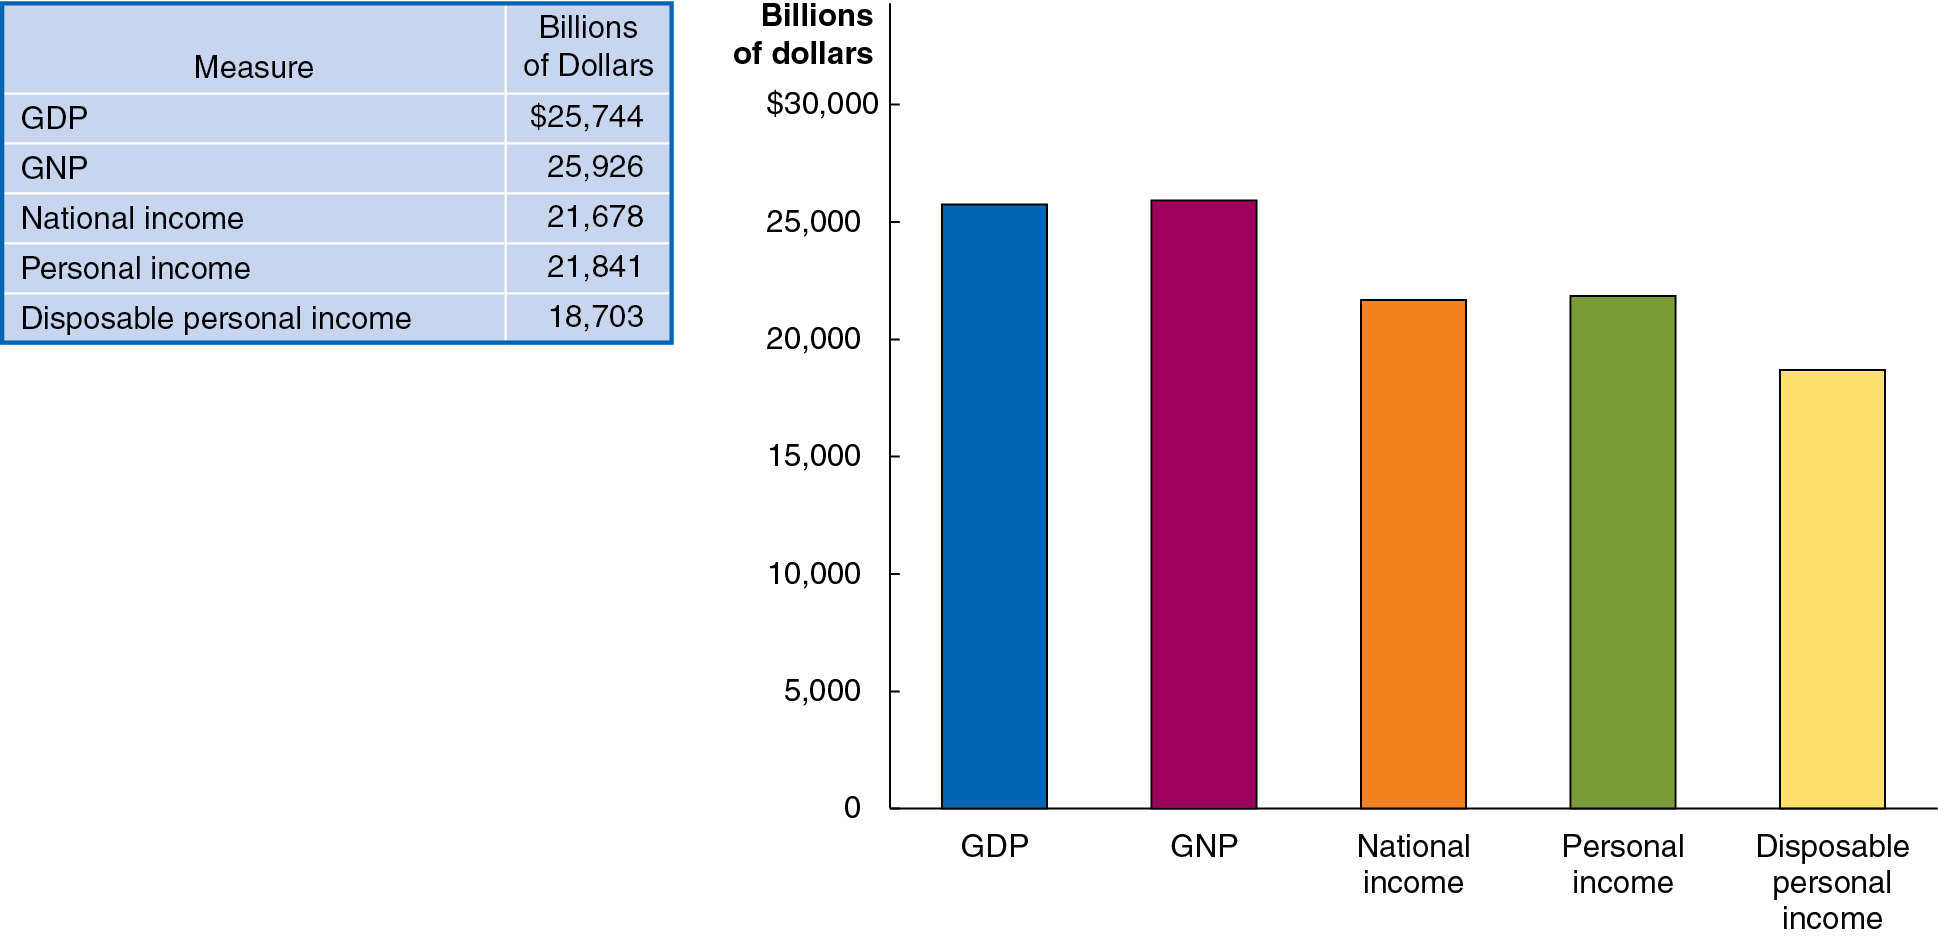 Billions
of Dollars
Measure
GDP $25,744
GNP 25,926
National income 21,678
Personal income 21,841
Disposable personal income 18,703
Billions
of dollars
$30,000
25,000
20,000
15,000
10,000
5,000
0
GDP GNP National Personal Disposable
income income personal
income